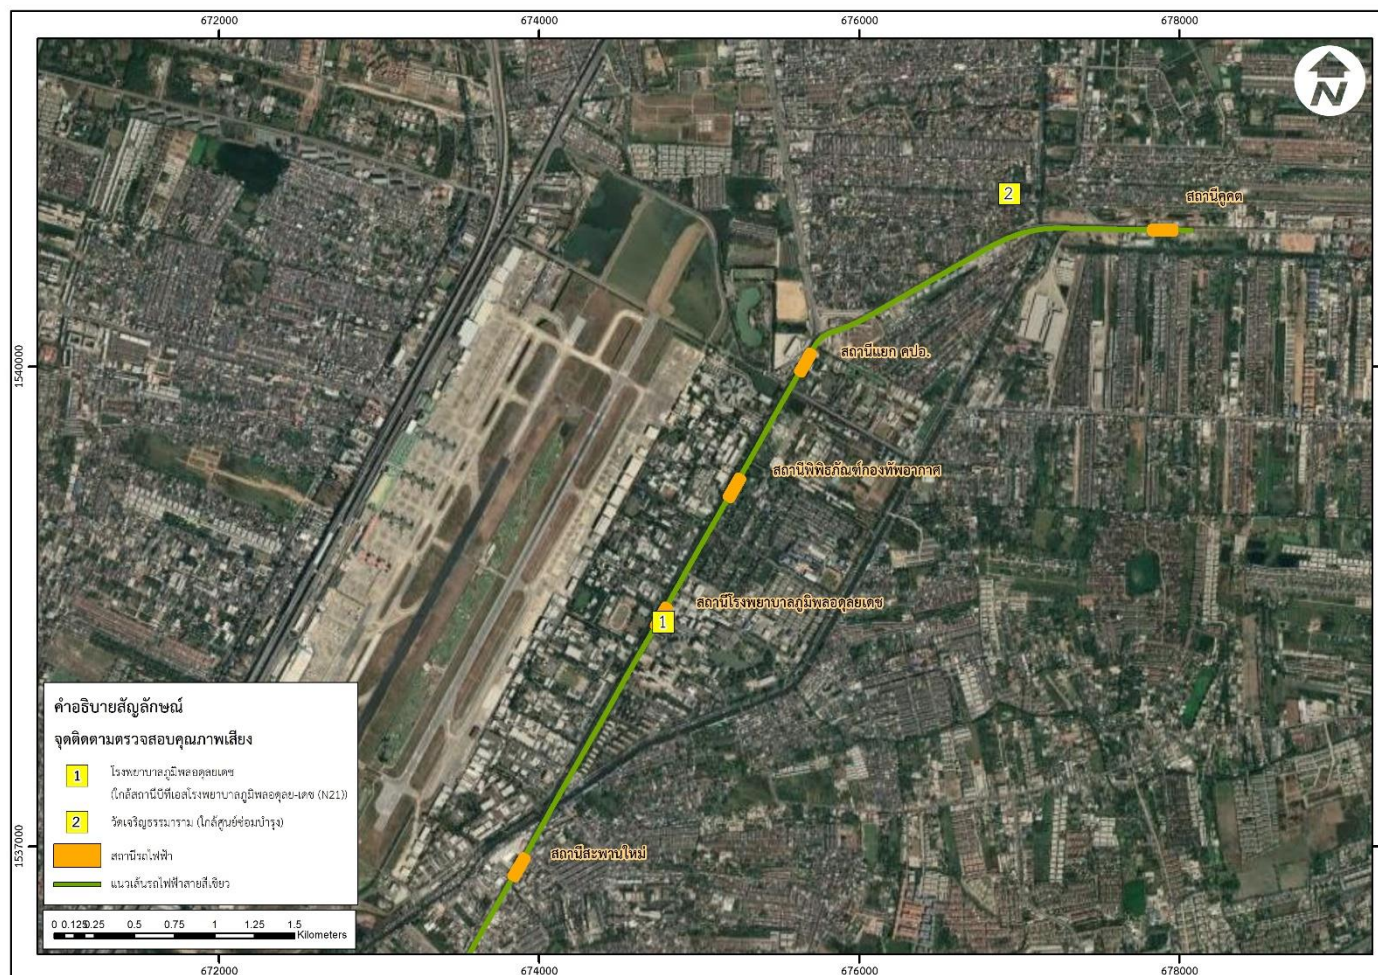 672000
674000
676000
678000
N
2
สถานีคูคต
สถานีแยก คปอ.
1540000
1540000
สถานีพิพิธภัณฑ์กองทัพอากาศ
สถานีโรงพยาบาลภูมิพลอดุลยเดช
1
คำอธิบายสัญลักษณ์
จุดติดตามตรวจสอบคุณภาพเสียง
1 โรงพยาบาลภูมิพลอดุลยเดช
(ใกล้สถานีบีทีเอสโรงพยาบาลภูมิพลอดุลย-เดช (N21))
2 วัดเจริญธรรมาราม (ใกล้ศูนย์ซ่อมบำรุง)
สถานีรถไฟฟ้า
แนวเส้นรถไฟฟ้าสายสีเขียว
1537000
1537000
สถานีสะพานใหม่
0 0.125 0.25 0.5 0.75 1 1.25 1.5
Kilometers
672000
674000
676000
678000